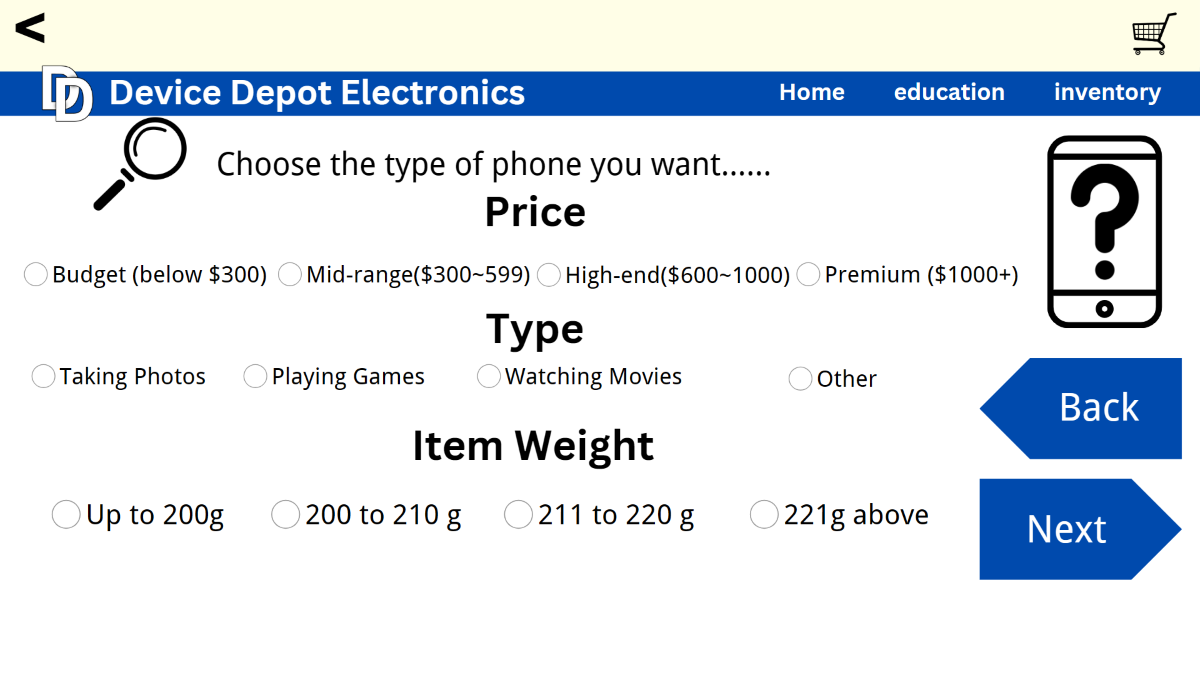 <
DD Device Depot Electronics Home education inventory
Choose the type of phone you want......
?
Price
Budget (below $300) Mid-range($300~599) High-end($600~1000) Premium ($1000+)
Type
Taking Photos Playing Games Watching Movies Other
Back
Item Weight
Up to 200g 200 to 210 g 211 to 220 g 221g above
Next